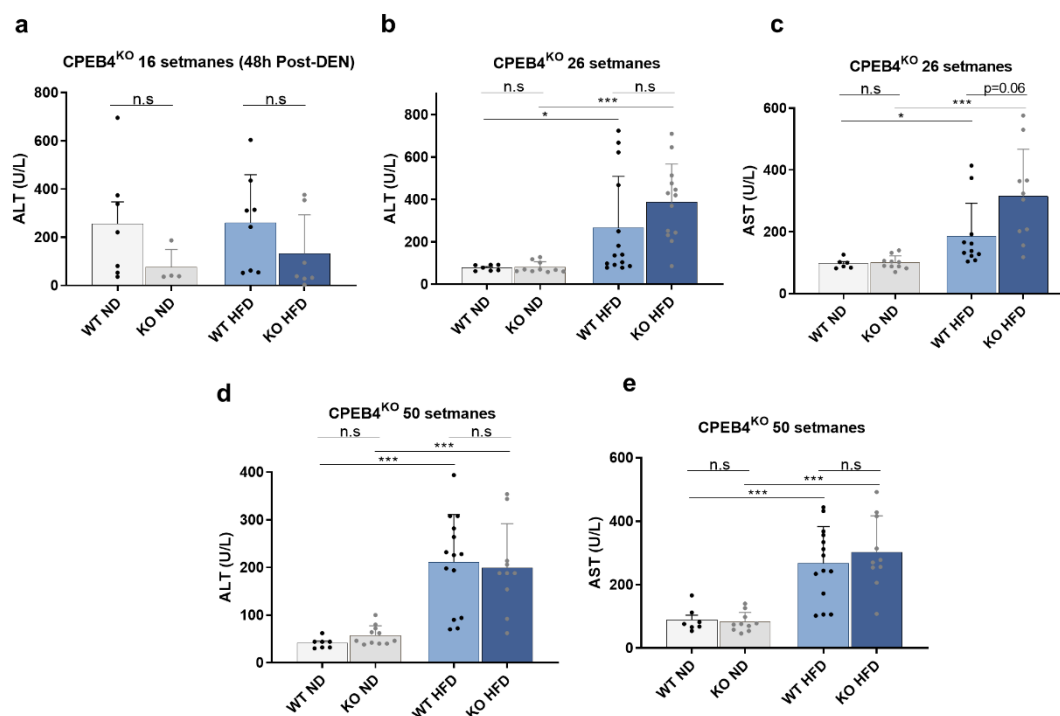 a
CPEB4KO 16 setmanes (48h Post-DEN)
n.s
n.s
ALT (U/L)
800
600
400
200
0
WT ND
KO ND
WT HFD
KO HFD
b
CPEB4KO 26 setmanes
n.s
n.s
***
*
ALT (U/L)
800
600
400
200
0
WT ND
KO ND
WT HFD
KO HFD
c
CPEB4KO 26 setmanes
n.s
p=0.06
***
*
AST (U/L)
600
400
200
0
WT ND
KO ND
WT HFD
KO HFD
d
CPEB4KO 50 setmanes
n.s
n.s
***
***
ALT (U/L)
400
300
200
100
0
WT ND
KO ND
WT HFD
KO HFD
e
CPEB4KO 50 setmanes
n.s
n.s
***
***
AST (U/L)
600
400
200
0
WT ND
KO ND
WT HFD
KO HFD